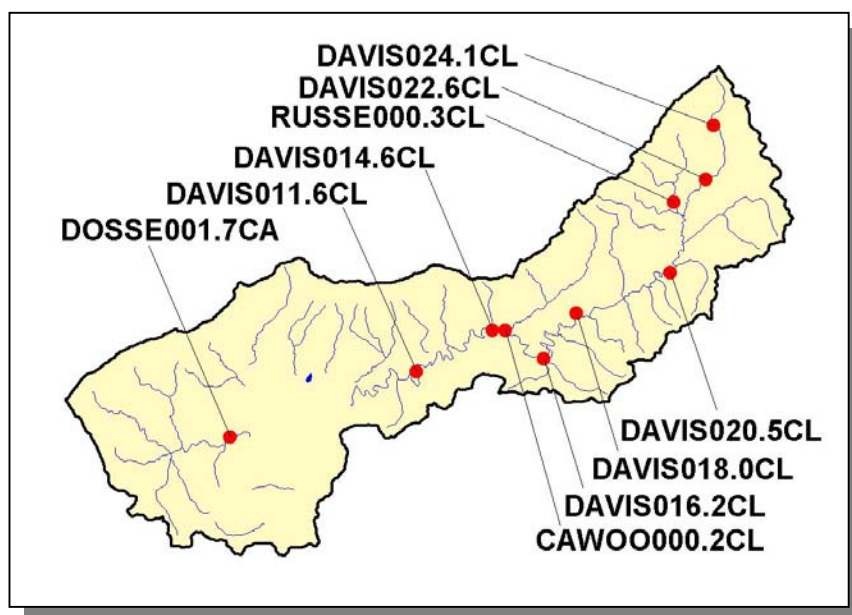 DAVIS024.1CL
DAVIS022.6CL
RUSSE000.3CL
DAVIS014.6CL
DAVIS011.6CL
DOSSE001.7CA
DAVIS020.5CL
DAVIS018.0CL
DAVIS016.2CL
CAWOO000.2CL